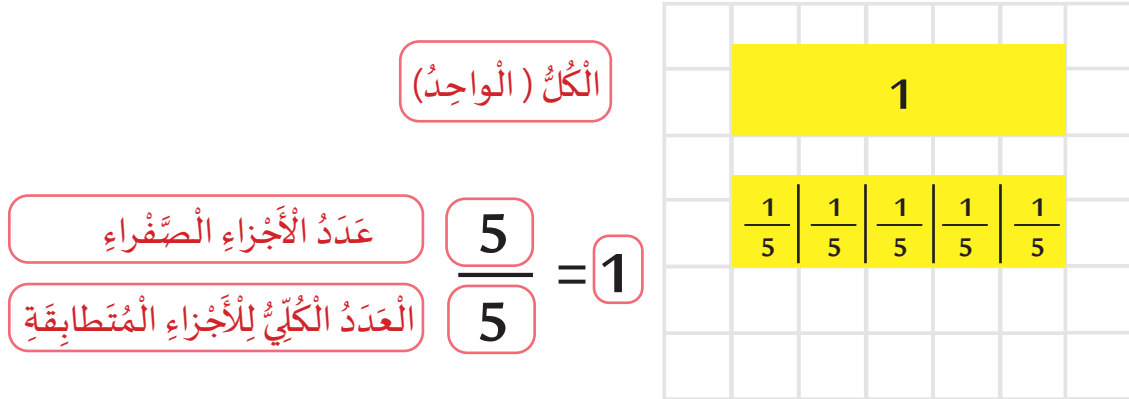 الْكُلُّ ( الْواحِدُ)
1
1/5 1/5 1/5 1/5 1/5
عَدَدُ الْأَجْزاءِ الْصَّفْراءِ
5/5 = 1
الْعَدَدُ الْكُلِّيُّ لِلْأَجْزاءِ الْمُتَطابِقَةِ